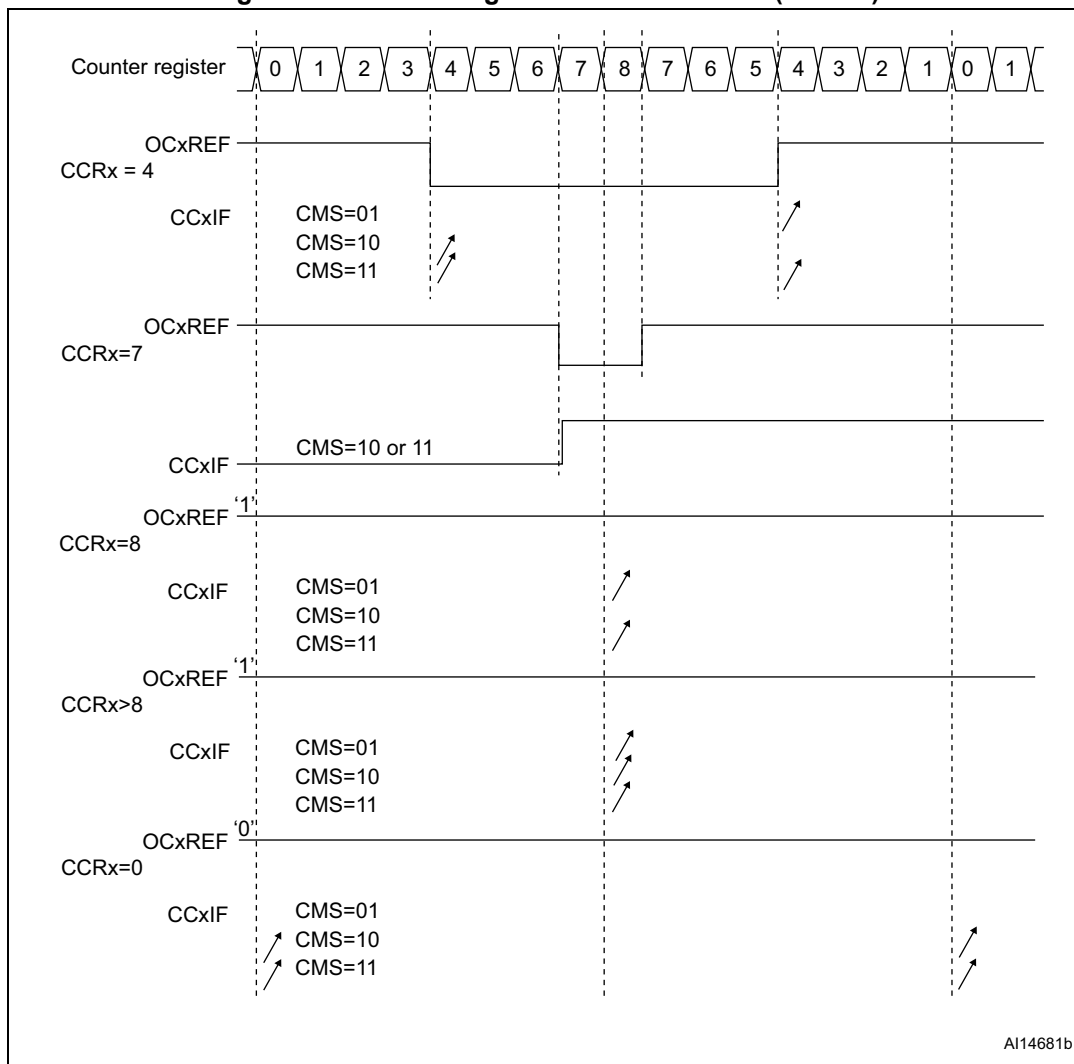 Counter register 0 1 2 3 4 5 6 7 8 7 6 5 4 3 2 1 0 1
OCxREF
CCRx = 4
CCxIF
CMS=01
CMS=10
CMS=11
OCxREF
CCRx=7
CMS=10 or 11
CCxIF
OCxREF '1'
CCRx=8
CCxIF
CMS=01
CMS=10
CMS=11
OCxREF '1'
CCRx>8
CCxIF
CMS=01
CMS=10
CMS=11
OCxREF '0'
CCRx=0
CCxIF
CMS=01
CMS=10
CMS=11
AI14681b